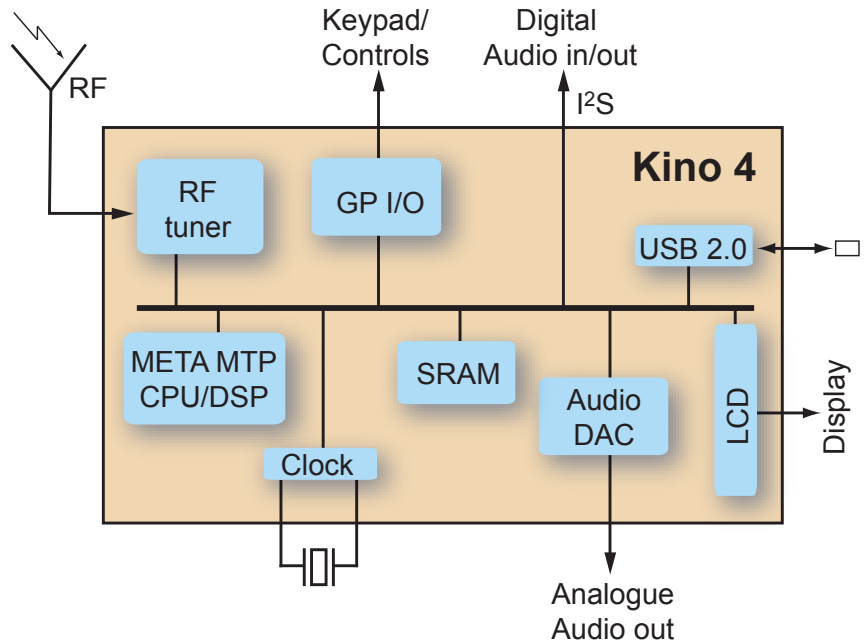 Keypad/
Controls
Digital
Audio in/out
RF
I²S
Kino 4
RF
tuner
GP I/O
USB 2.0
META MTP
CPU/DSP
SRAM
Audio
DAC
LCD
Display
Clock
Analogue
Audio out